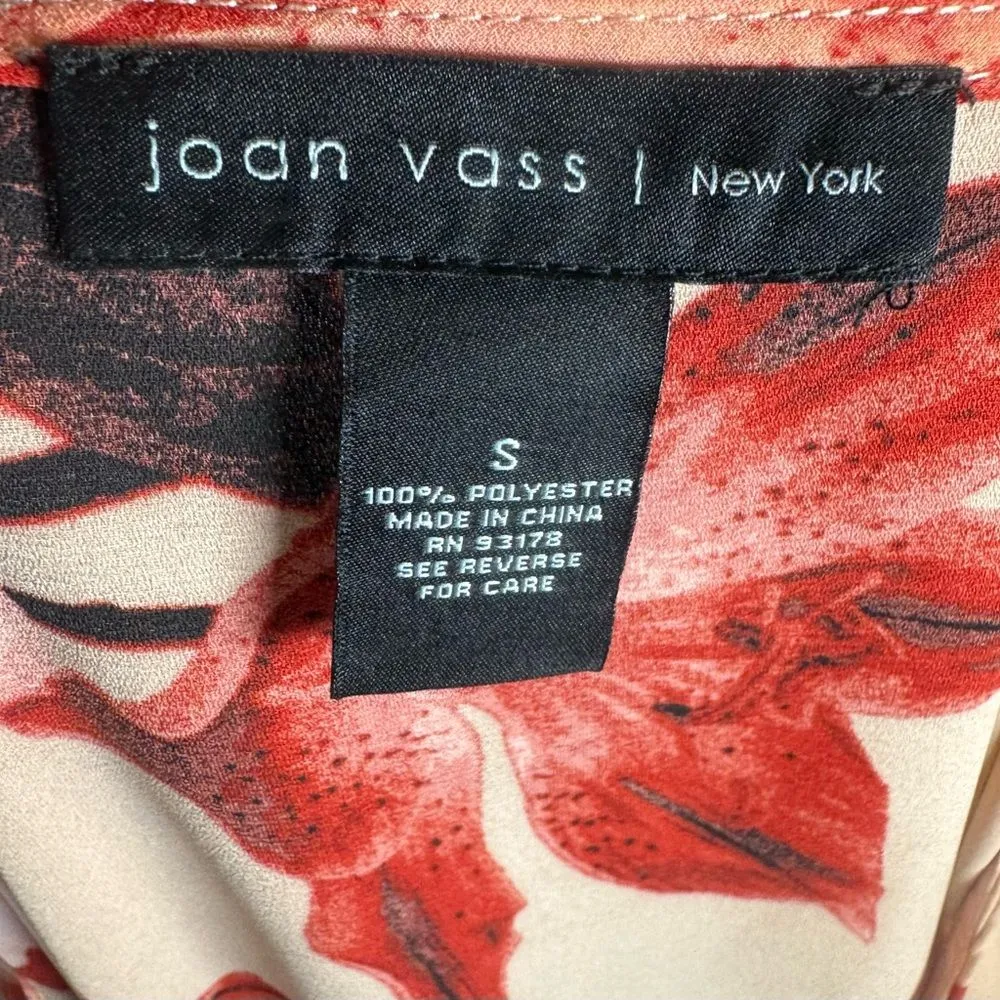 joan vass | New York
S
100% POLYESTER
MADE IN CHINA
RN 93178
SEE REVERSE
FOR CARE